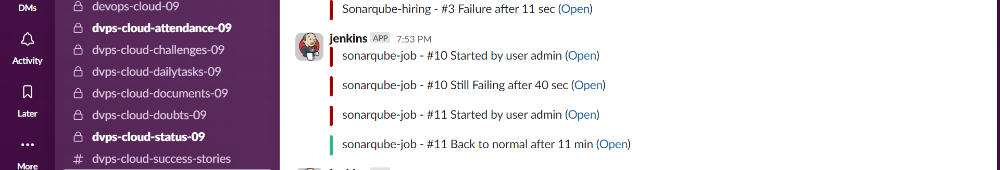 DMs
Activity
Later
More
devops-cloud-09
dvps-cloud-attendance-09
dvps-cloud-challenges-09
dvps-cloud-dailytasks-09
dvps-cloud-documents-09
dvps-cloud-doubts-09
dvps-cloud-status-09
# dvps-cloud-success-stories
Sonarqube-hiring - #3 Failure after 11 sec (Open)
jenkins APP 7:53 PM
sonarqube-job - #10 Started by user admin (Open)
sonarqube-job - #10 Still Failing after 40 sec (Open)
sonarqube-job - #11 Started by user admin (Open)
sonarqube-job - #11 Back to normal after 11 min (Open)